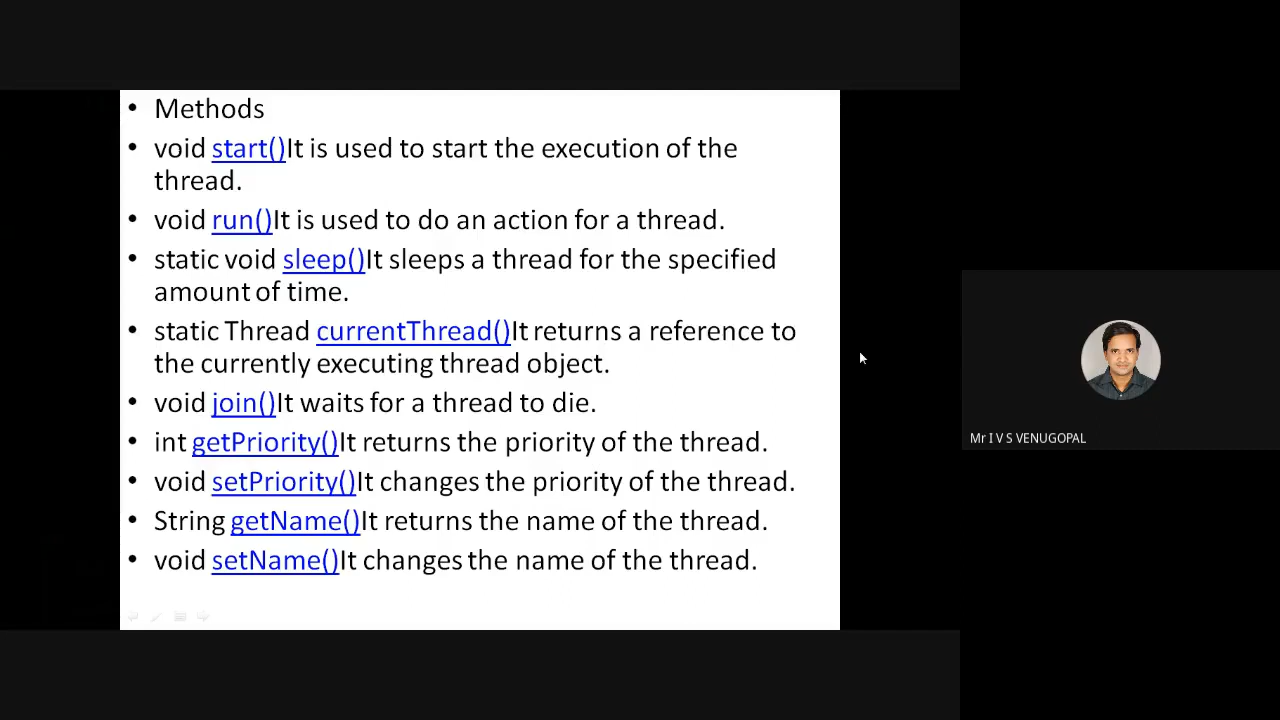 • Methods
• void start()It is used to start the execution of the
thread.
• void run()It is used to do an action for a thread.
• static void sleep()It sleeps a thread for the specified
amount of time.
• static Thread currentThread()It returns a reference to
the currently executing thread object.
• void join()It waits for a thread to die.
• int getPriority()It returns the priority of the thread.
• void setPriority()It changes the priority of the thread.
• String getName()It returns the name of the thread.
• void setName()It changes the name of the thread.
Mr I V S VENUGOPAL